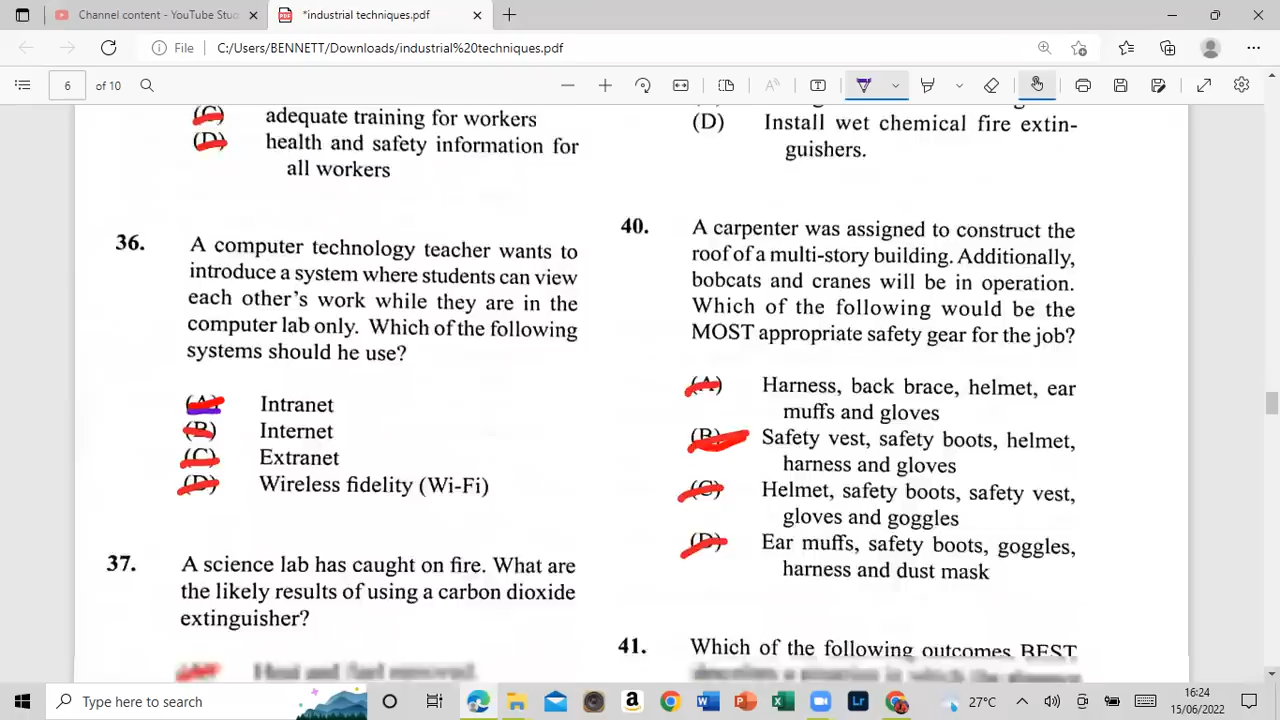 Channel content - YouTube Stu
*industrial techniques.pdf
File
C:/Users/BENNETT/Downloads/industrial%20techniques.pdf
6
of 10
(C) adequate training for workers
(D) health and safety information for
all workers
36. A computer technology teacher wants to
introduce a system where students can view
each other's work while they are in the
computer lab only. Which of the following
systems should he use?
(A) Intranet
(B) Internet
(C) Extranet
(D) Wireless fidelity (Wi-Fi)
37. A science lab has caught on fire. What are
the likely results of using a carbon dioxide
extinguisher?
(D) Install wet chemical fire extin-
guishers.
40. A carpenter was assigned to construct the
roof of a multi-story building. Additionally,
bobcats and cranes will be in operation.
Which of the following would be the
MOST appropriate safety gear for the job?
(A) Harness, back brace, helmet, ear
muffs and gloves
(B) Safety vest, safety boots, helmet,
harness and gloves
(C) Helmet, safety boots, safety vest,
gloves and goggles
(D) Ear muffs, safety boots, goggles,
harness and dust mask
41. Which of the following outcomes BEST
Type here to search
27°C
16:24
15/06/2022